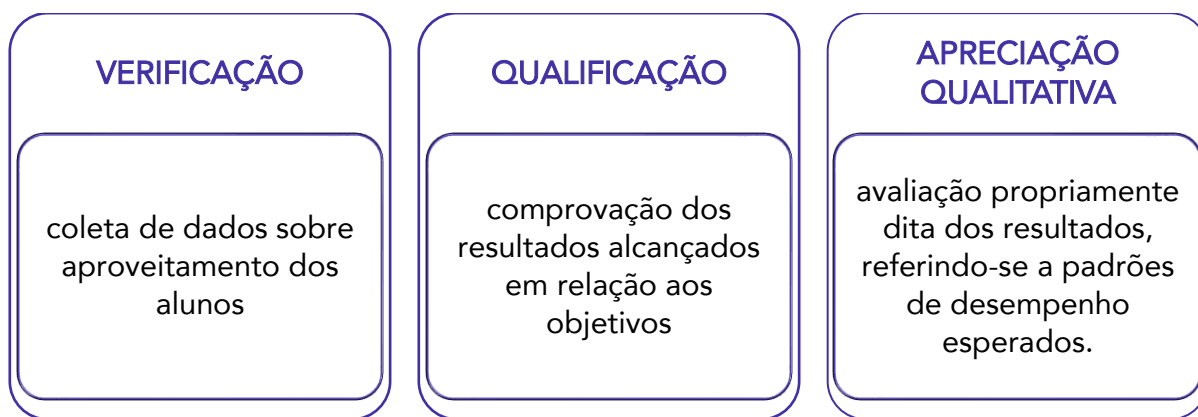 VERIFICAÇÃO
coleta de dados sobre
aproveitamento dos
alunos
QUALIFICAÇÃO
comprovação dos
resultados alcançados
em relação aos
objetivos
APRECIAÇÃO
QUALITATIVA
avaliação propriamente
dita dos resultados,
referindo-se a padrões
de desempenho
esperados.